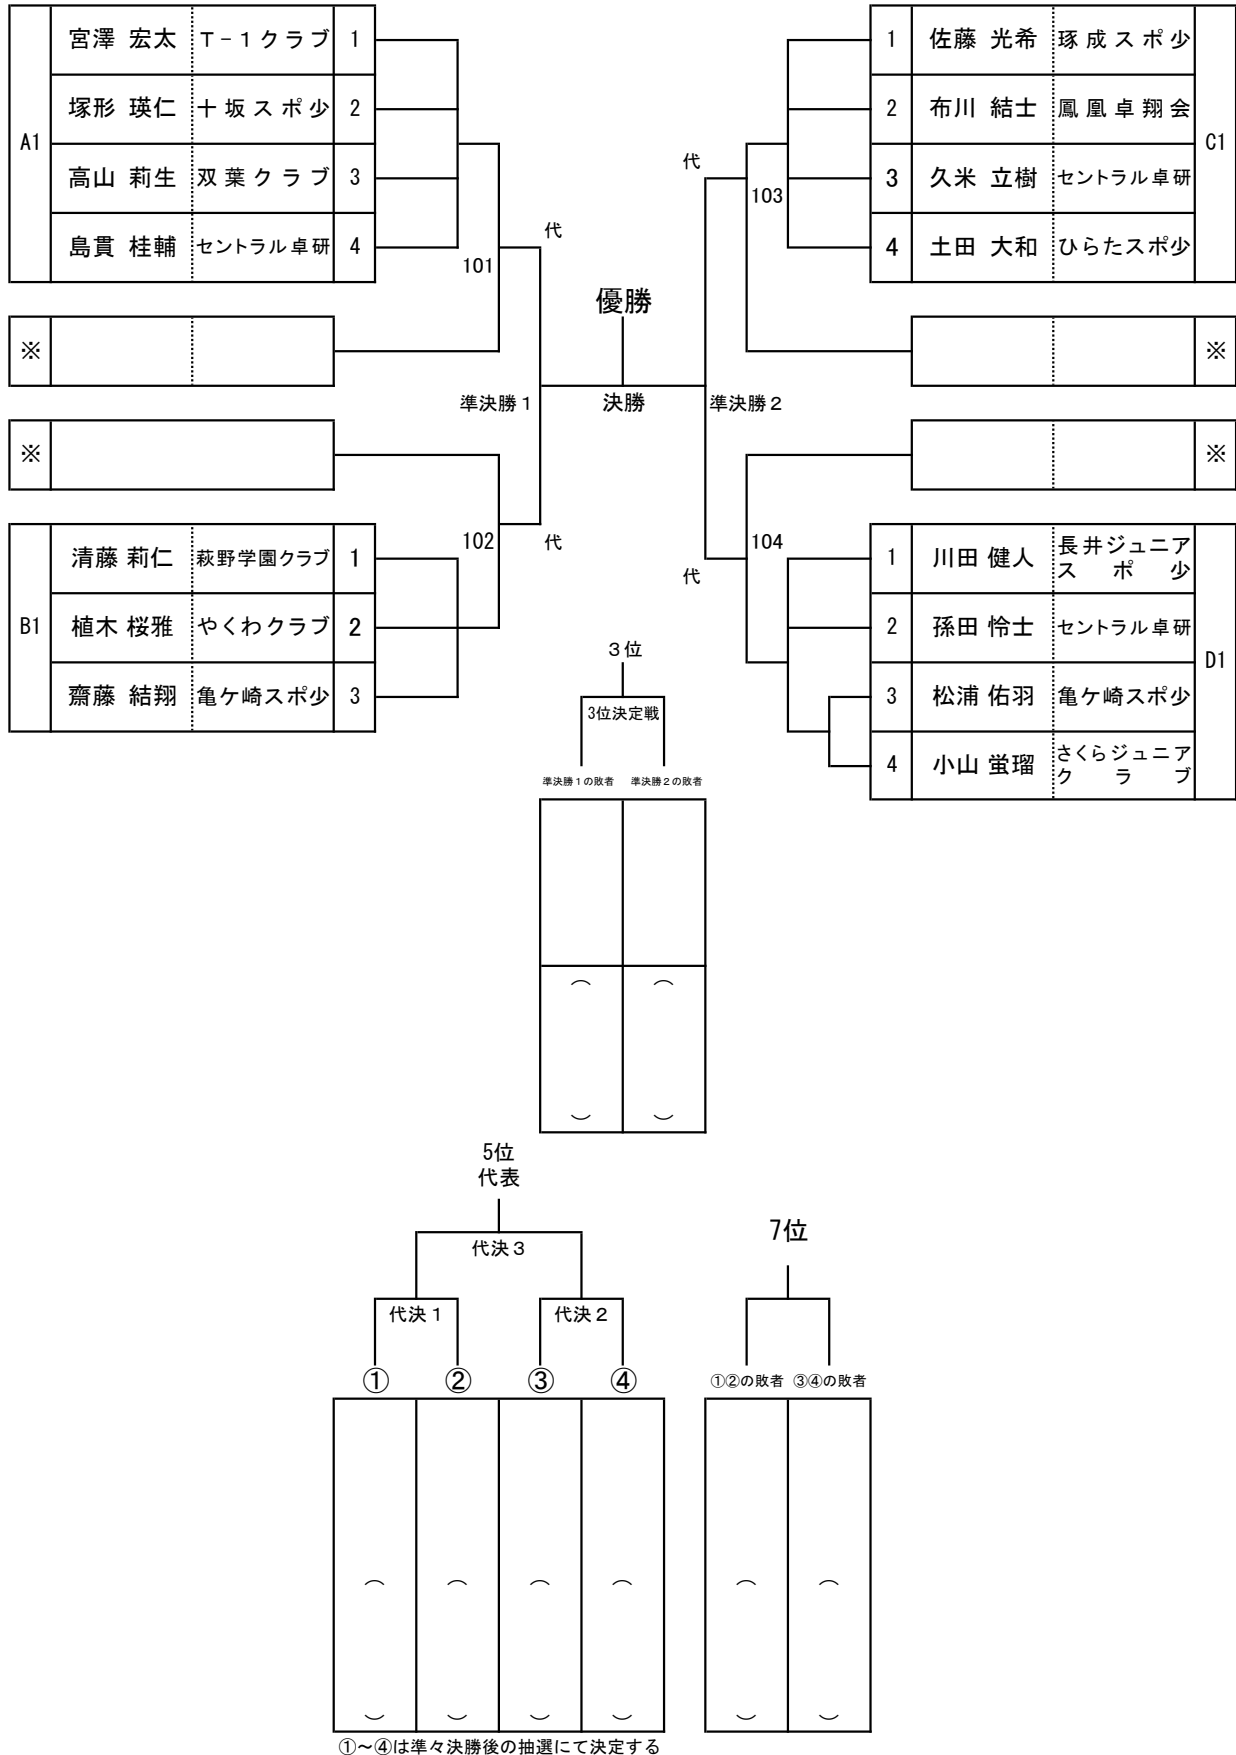 A1
宮澤 宏太 T-1クラブ 1
塚形 瑛仁 十坂スポ少 2
高山 莉生 双葉クラブ 3
島貫 桂輔 セントラル卓研 4
※
※
B1
清藤 莉仁 萩野学園クラブ 1
植木 桜雅 やくわクラブ 2
齋藤 結翔 亀ケ崎スポ少 3
101
代
準決勝1
102
代
優勝
決勝
代
103
準決勝2
104
代
C1
1 佐藤 光希 琢成スポ少
2 布川 結士 鳳凰卓翔会
3 久米 立樹 セントラル卓研
4 土田 大和 ひらたスポ少
※
※
D1
1 川田 健人 長井ジュニア
スポ少
2 孫田 怜士 セントラル卓研
3 松浦 佑羽 亀ケ崎スポ少
4 小山 蛍瑠 さくらジュニア
クラブ
3位
3位決定戦
準決勝1の敗者 準決勝2の敗者
( ) ( )
5位
代表
代決3
代決1 代決2
① ② ③ ④
( ) ( ) ( ) ( )
①~④は準々決勝後の抽選にて決定する
7位
①②の敗者 ③④の敗者
( ) ( )